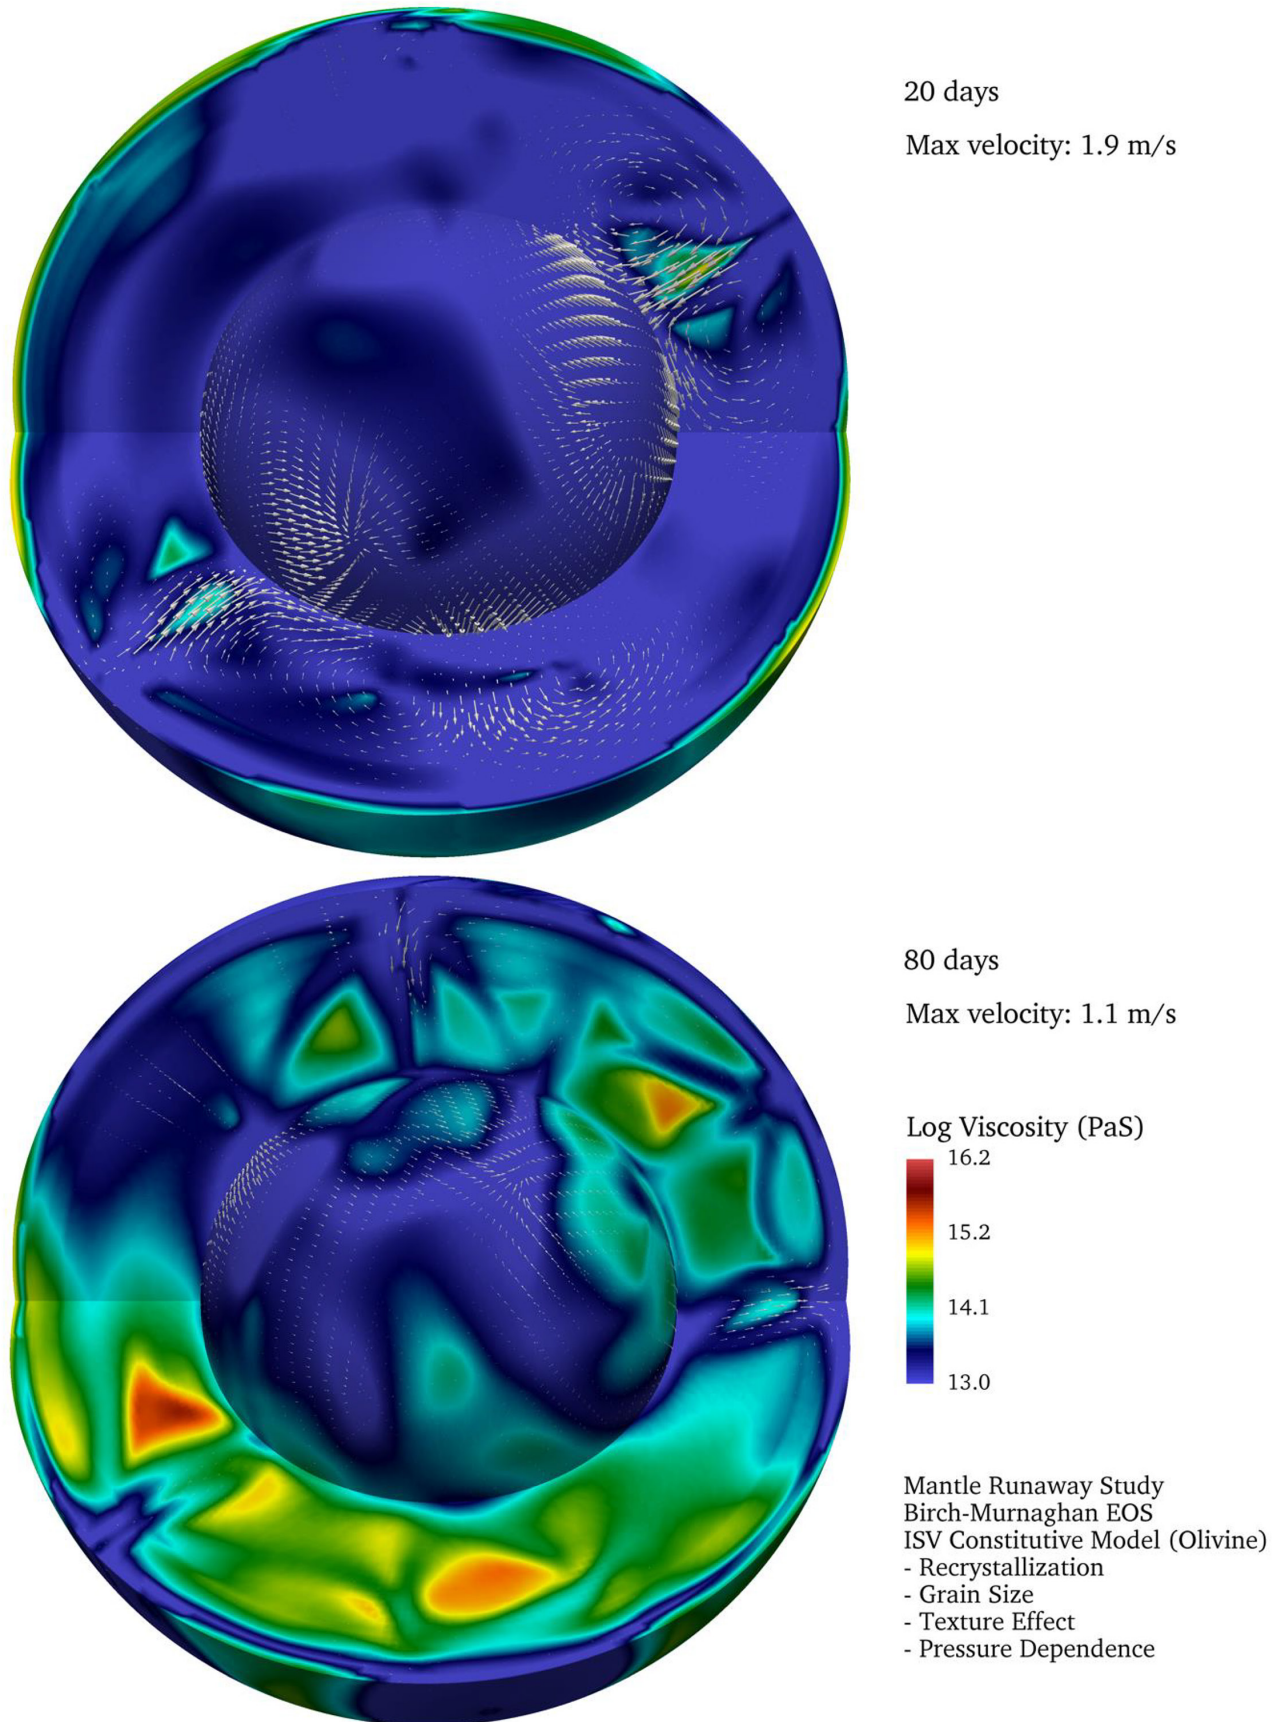 20 days
Max velocity: 1.9 m/s
80 days
Max velocity: 1.1 m/s
Log Viscosity (PaS)
16.2
15.2
14.1
13.0
Mantle Runaway Study
Birch-Murnaghan EOS
ISV Constitutive Model (Olivine)
- Recrystallization
- Grain Size
- Texture Effect
- Pressure Dependence